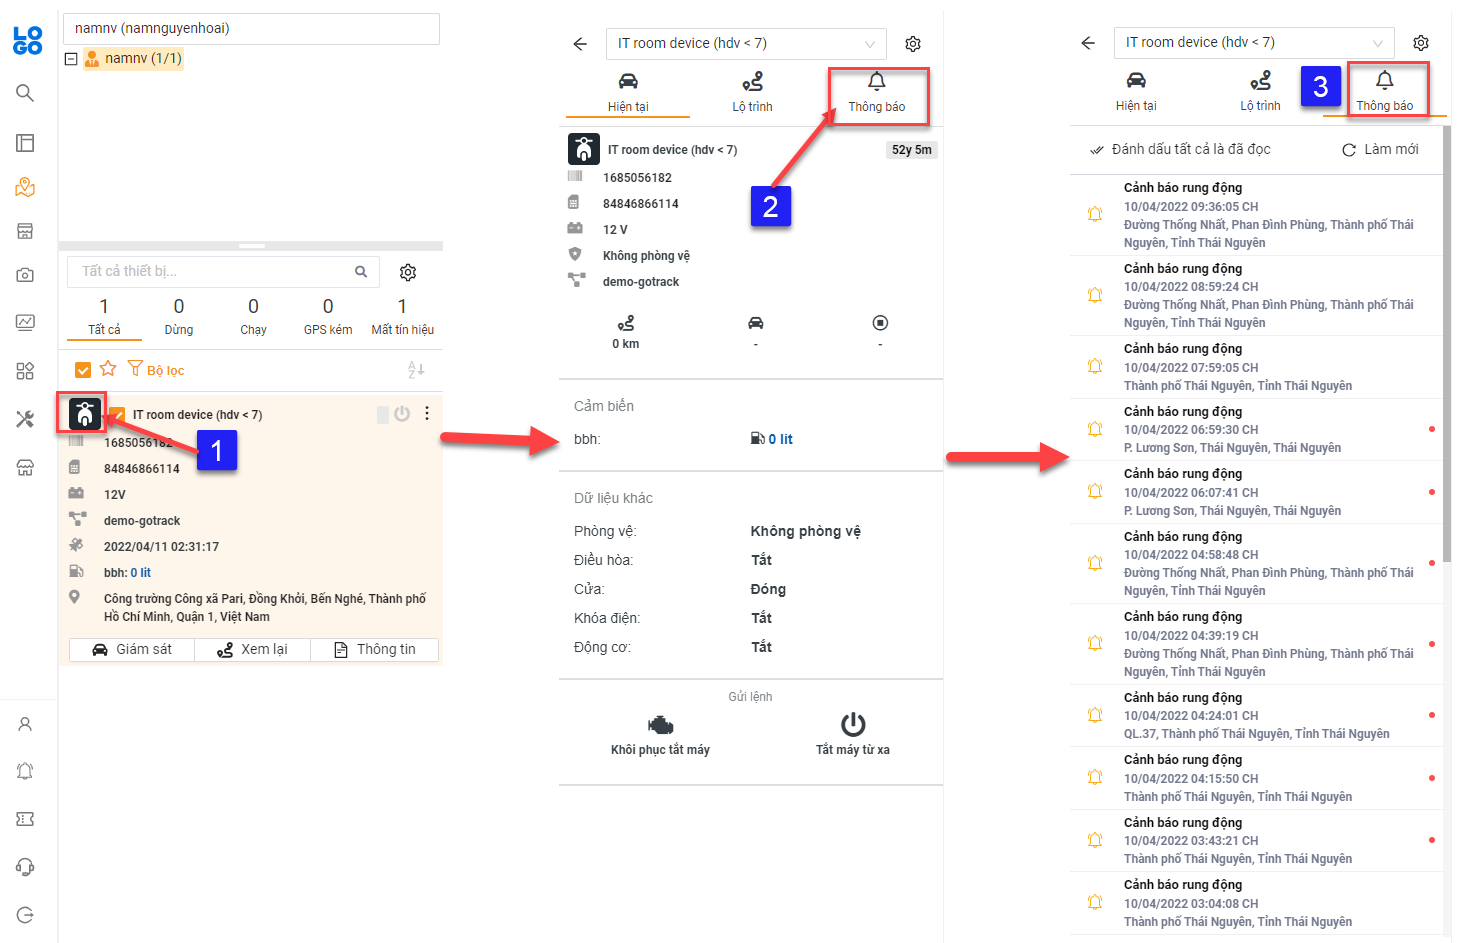 LO
GO
namnv (namnguyenhoai)
namnv (1/1)
Tất cả thiết bị...
1
Tất cả
0
Dừng
0
Chạy
0
GPS kém
1
Mất tín hiệu
Bộ lọc
A
Z
IT room device (hdv < 7)
1
1685056182
84846866114
12V
demo-gotrack
2022/04/11 02:31:17
bbh: 0 lit
Công trường Công xã Pari, Đồng Khởi, Bến Nghé, Thành phố
Hồ Chí Minh, Quận 1, Việt Nam
Giám sát
Xem lại
Thông tin
IT room device (hdv < 7)
Hiện tại
Lộ trình
Thông báo
IT room device (hdv < 7)
52y 5m
1685056182
84846866114
2
12 V
Không phòng vệ
demo-gotrack
0 km
-
-
Cảm biến
bbh:
0 lit
Dữ liệu khác
Phòng vệ:
Không phòng vệ
Điều hòa:
Tắt
Cửa:
Đóng
Khóa điện:
Tắt
Động cơ:
Tắt
Gửi lệnh
Khôi phục tắt máy
Tắt máy từ xa
IT room device (hdv < 7)
Hiện tại
Lộ trình
3
Thông báo
Đánh dấu tất cả là đã đọc
Làm mới
Cảnh báo rung động
10/04/2022 09:36:05 CH
Đường Thống Nhất, Phan Đình Phùng, Thành phố Thái
Nguyên, Tỉnh Thái Nguyên
Cảnh báo rung động
10/04/2022 08:59:24 CH
Đường Thống Nhất, Phan Đình Phùng, Thành phố Thái
Nguyên, Tỉnh Thái Nguyên
Cảnh báo rung động
10/04/2022 07:59:05 CH
Thành phố Thái Nguyên, Tỉnh Thái Nguyên
Cảnh báo rung động
10/04/2022 06:59:30 CH
P. Lương Sơn, Thái Nguyên, Thái Nguyên
Cảnh báo rung động
10/04/2022 06:07:41 CH
P. Lương Sơn, Thái Nguyên, Thái Nguyên
Cảnh báo rung động
10/04/2022 04:58:48 CH
Đường Thống Nhất, Phan Đình Phùng, Thành phố Thái
Nguyên, Tỉnh Thái Nguyên
Cảnh báo rung động
10/04/2022 04:39:19 CH
Đường Thống Nhất, Phan Đình Phùng, Thành phố Thái
Nguyên, Tỉnh Thái Nguyên
Cảnh báo rung động
10/04/2022 04:24:01 CH
QL.37, Thành phố Thái Nguyên, Tỉnh Thái Nguyên
Cảnh báo rung động
10/04/2022 04:15:50 CH
Thành phố Thái Nguyên, Tỉnh Thái Nguyên
Cảnh báo rung động
10/04/2022 03:43:21 CH
Thành phố Thái Nguyên, Tỉnh Thái Nguyên
Cảnh báo rung động
10/04/2022 03:04:08 CH
Thành phố Thái Nguyên, Tỉnh Thái Nguyên